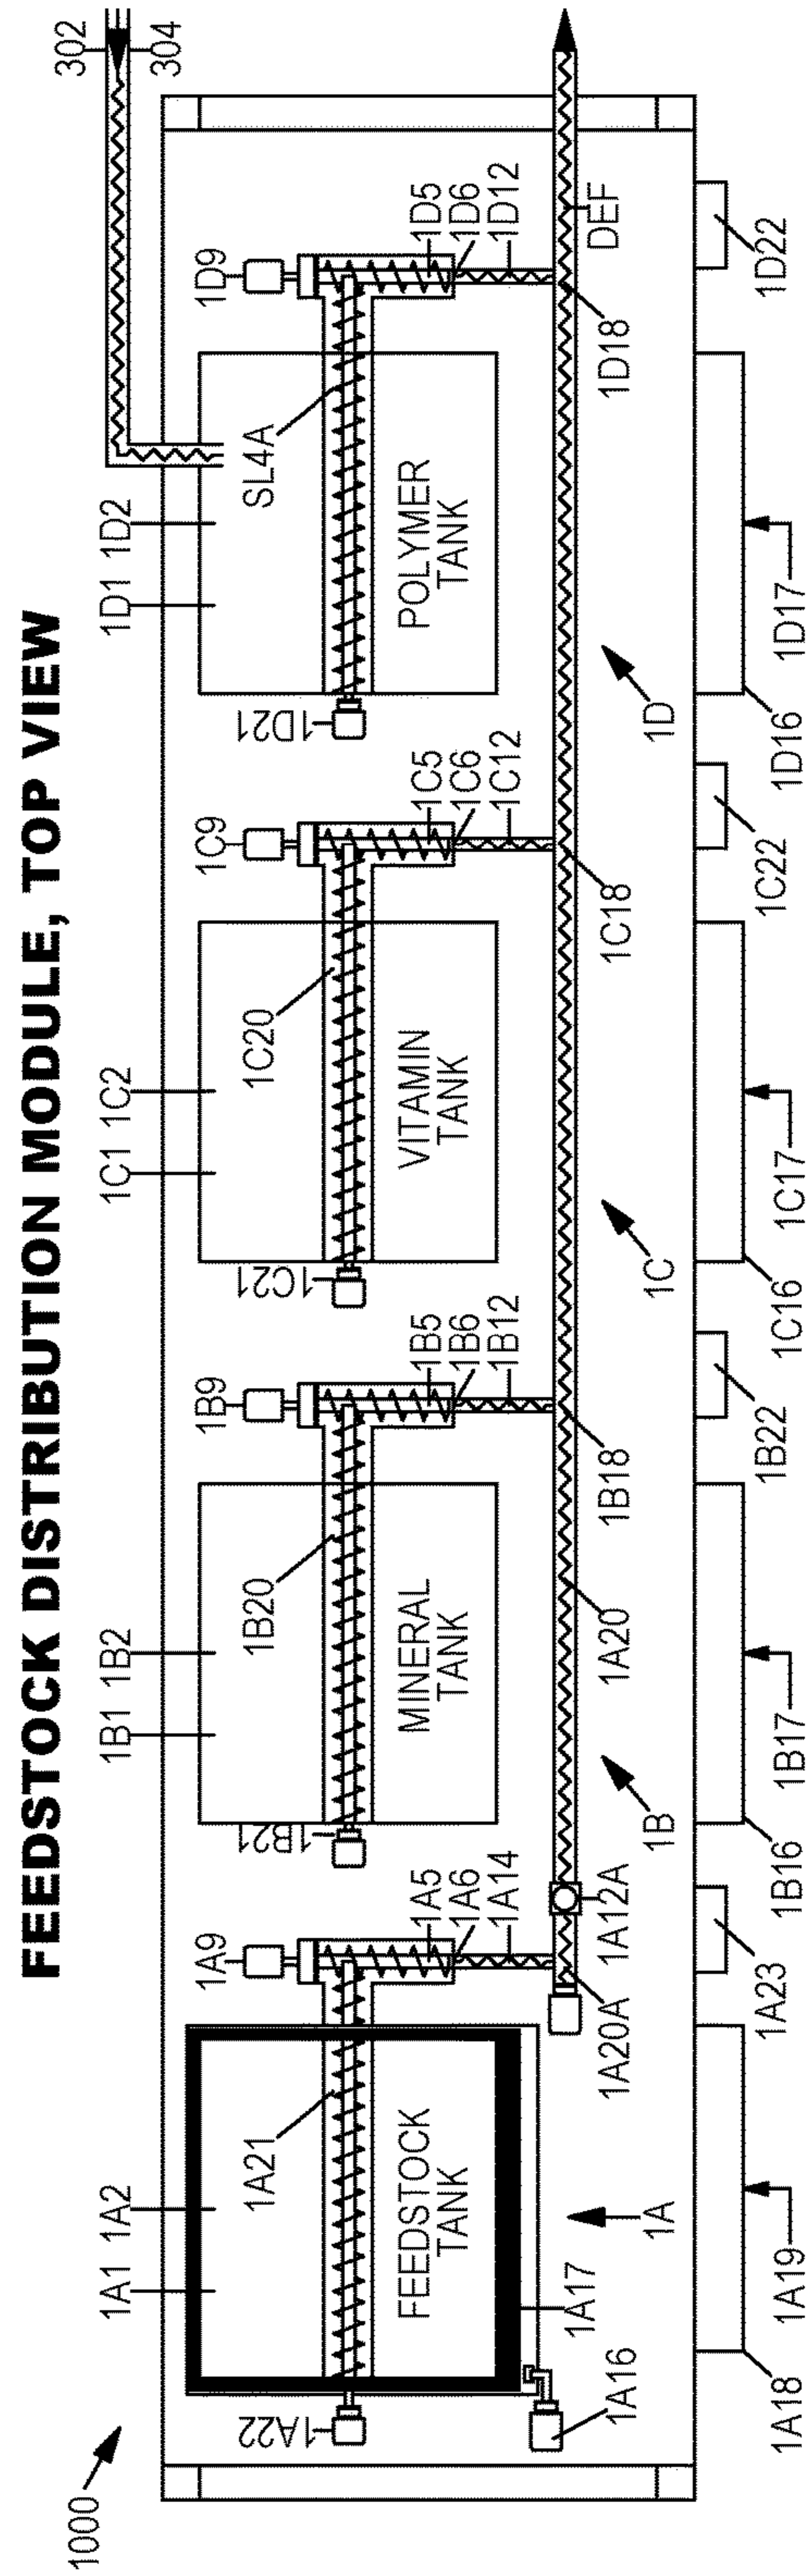 FEEDSTOCK DISTRIBUTION MODULE, TOP VIEW
1000
302
304
1A1
1A2
1A9
1B1
1B2
1B9
1C1
1C2
1C9
1D1
1D2
1D9
1A22
1A21
FEEDSTOCK
TANK
1A5
1A6
1A14
1B21
1B20
MINERAL
TANK
1B5
1B6
1B12
1C21
1C20
VITAMIN
TANK
1C5
1C6
1C12
1D21
SL4A
POLYMER
TANK
1D5
1D6
1D12
1A16
1A17
1A
1A20A
1A12A
1B
1A20
1B18
1C
1C18
1D
1D18
DEF
1A18
1A19
1A23
1B16
1B17
1B22
1C16
1C17
1C22
1D16
1D17
1D22